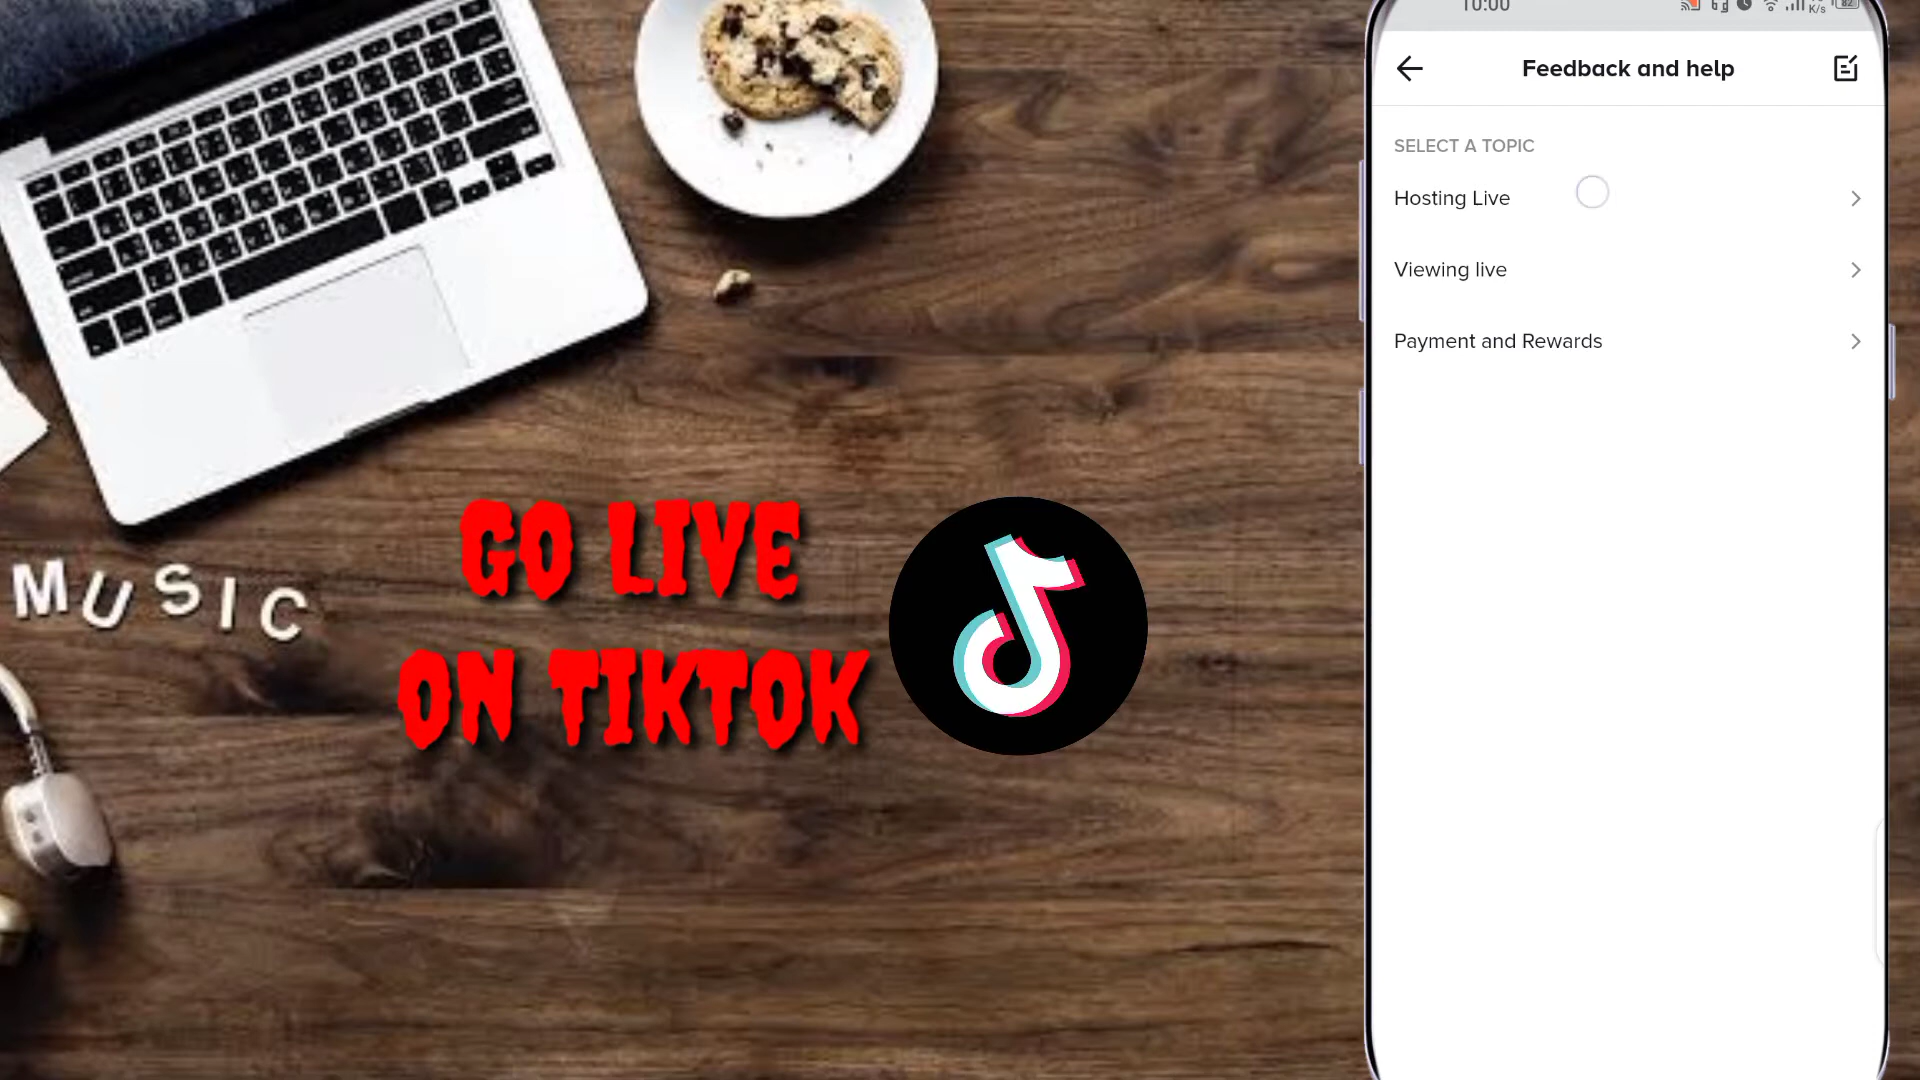 10:00
K/s
82
Feedback and help
SELECT A TOPIC
Hosting Live
Viewing live
Payment and Rewards
GO LIVE
ON TIKTOK
MUSIC